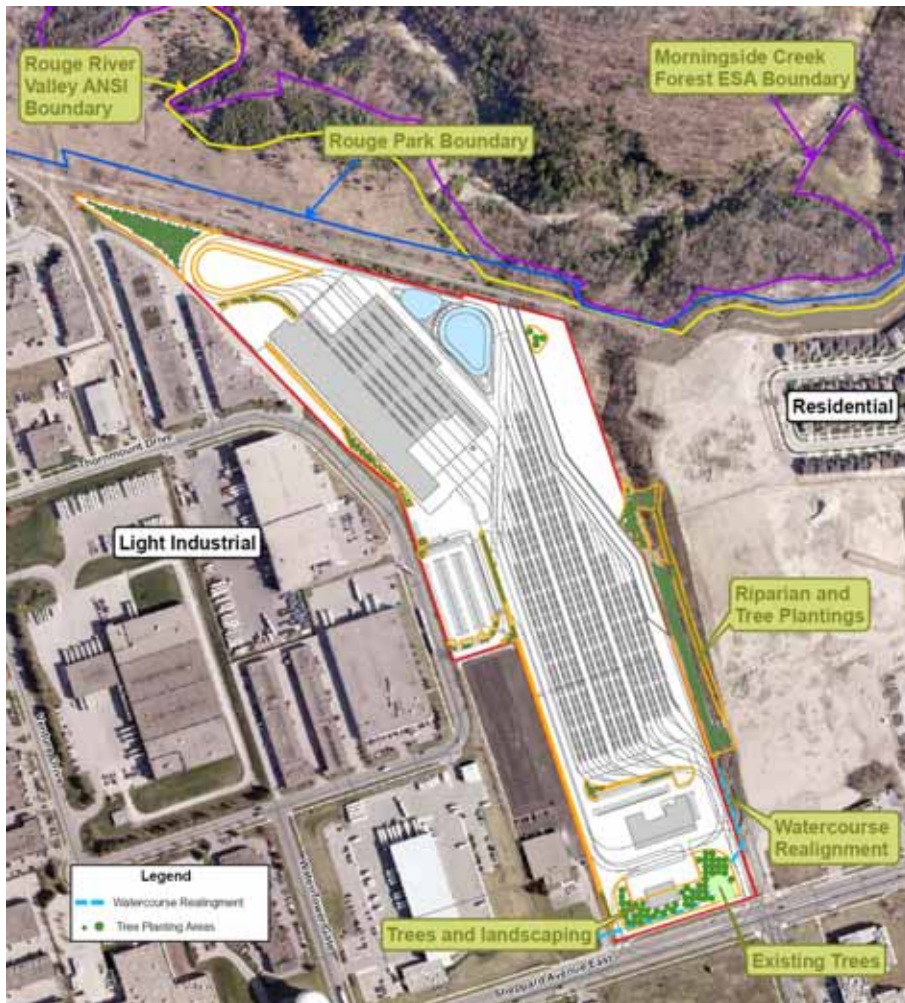 Rouge River
Valley ANSI
Boundary
Morningside Creek
Forest ESA Boundary
Rouge Park Boundary
Residential
Thornmount Drive
Light Industrial
Riparian and
Tree Plantings
Watercourse
Realignment
Legend
Watercourse Realingment
Tree Planting Areas
Trees and landscaping
Existing Trees
Sheppard Avenue East